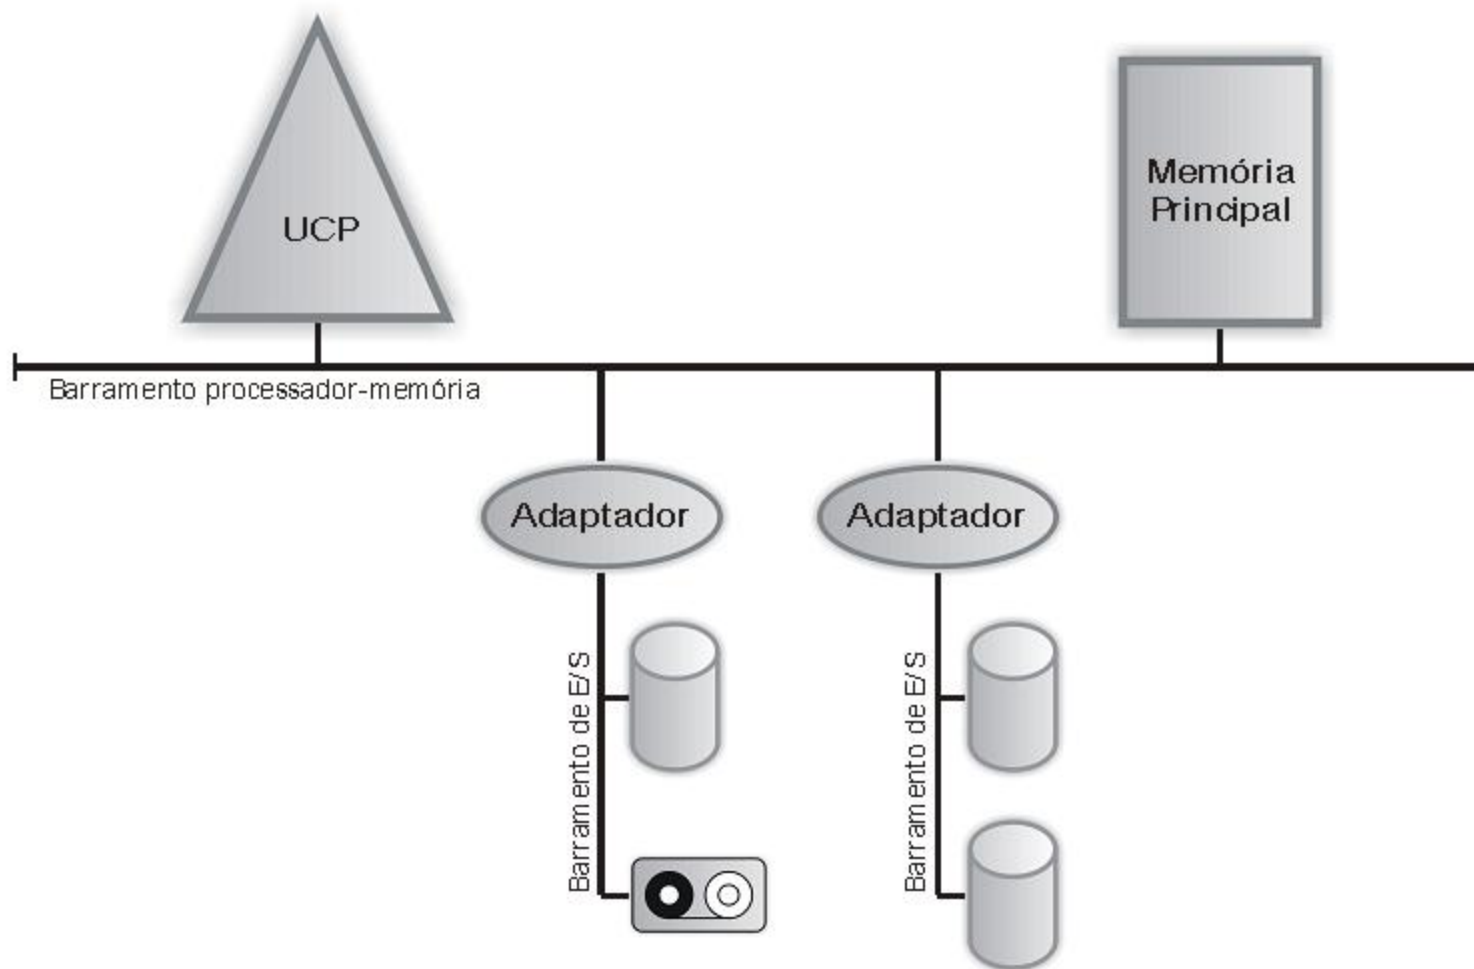 UCP
Memória
Principal
Barramento processador-memória
Adaptador
Adaptador
Barramento de E/S
Barramento de E/S